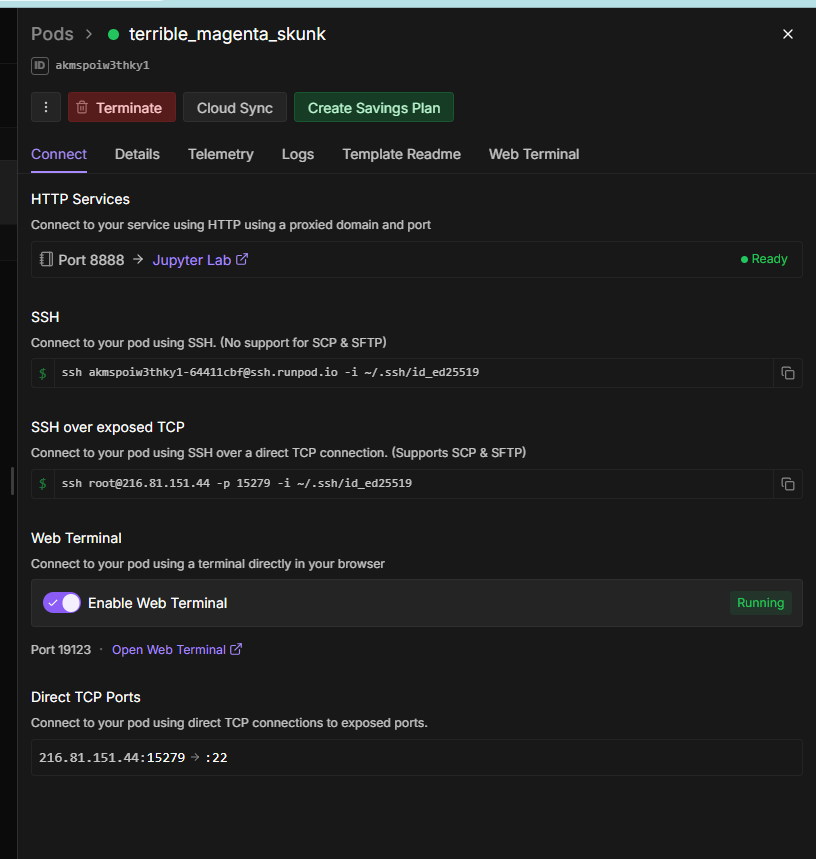 Pods > terrible_magenta_skunk
ID akmspoiw3thky1
Terminate Cloud Sync Create Savings Plan
Connect Details Telemetry Logs Template Readme Web Terminal
HTTP Services
Connect to your service using HTTP using a proxied domain and port
Port 8888 → Jupyter Lab Ready
SSH
Connect to your pod using SSH. (No support for SCP & SFTP)
$ ssh akmspoiw3thky1-64411cbf@ssh.runpod.io -i ~/.ssh/id_ed25519
SSH over exposed TCP
Connect to your pod using SSH over a direct TCP connection. (Supports SCP & SFTP)
$ ssh root@216.81.151.44 -p 15279 -i ~/.ssh/id_ed25519
Web Terminal
Connect to your pod using a terminal directly in your browser
Enable Web Terminal Running
Port 19123 · Open Web Terminal
Direct TCP Ports
Connect to your pod using direct TCP connections to exposed ports.
216.81.151.44:15279 → :22